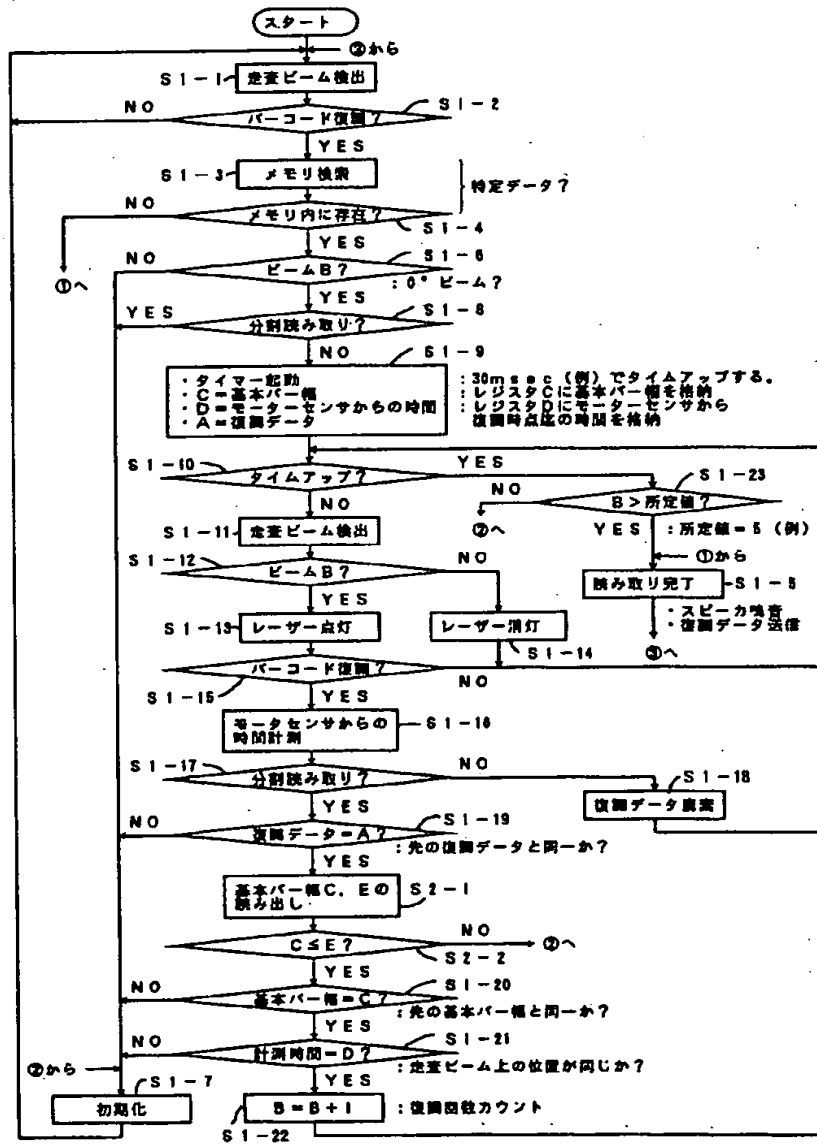 スタート
②から
S1-1
走査ビーム検出
NO
S1-2
バーコード復調?
YES
S1-3
メモリ検索
特定データ?
NO
メモリ内に存在?
S1-4
YES
①へ
NO
S1-6
ビームB?
:0°ビーム?
YES
YES
S1-8
分割読み取り?
NO
S1-9
・タイマー起動
・C=基本バー幅
・D=モーターセンサからの時間
・A=復調データ
:30msec(例)でタイムアップする。
:レジスタCに基本バー幅を格納
:レジスタDにモーターセンサから
復調時点迄の時間を格納
S1-10
タイムアップ?
YES
S1-23
NO
B>所定値?
NO
②へ
YES
:所定値=5(例)
S1-11
走査ビーム検出
①から
S1-12
ビームB?
NO
読み取り完了
S1-5
・スピーカ鳴音
・復調データ送信
③へ
YES
S1-13
レーザー点灯
レーザー消灯
S1-14
バーコード復調?
NO
S1-15
YES
モータセンサからの
時間計測
S1-16
S1-17
分割読み取り?
NO
S1-18
復調データ廃棄
YES
NO
S1-19
復調データ=A?
:先の復調データと同一か?
YES
基本バー幅C,Eの
読み出し
S2-1
C≤E?
NO
②へ
S2-2
YES
NO
S1-20
基本バー幅=C?
:先の基本バー幅と同一か?
YES
NO
S1-21
計測時間=D?
:走査ビーム上の位置が同じか?
②から
YES
S1-7
初期化
B=B+1
:復調回数カウント
S1-22